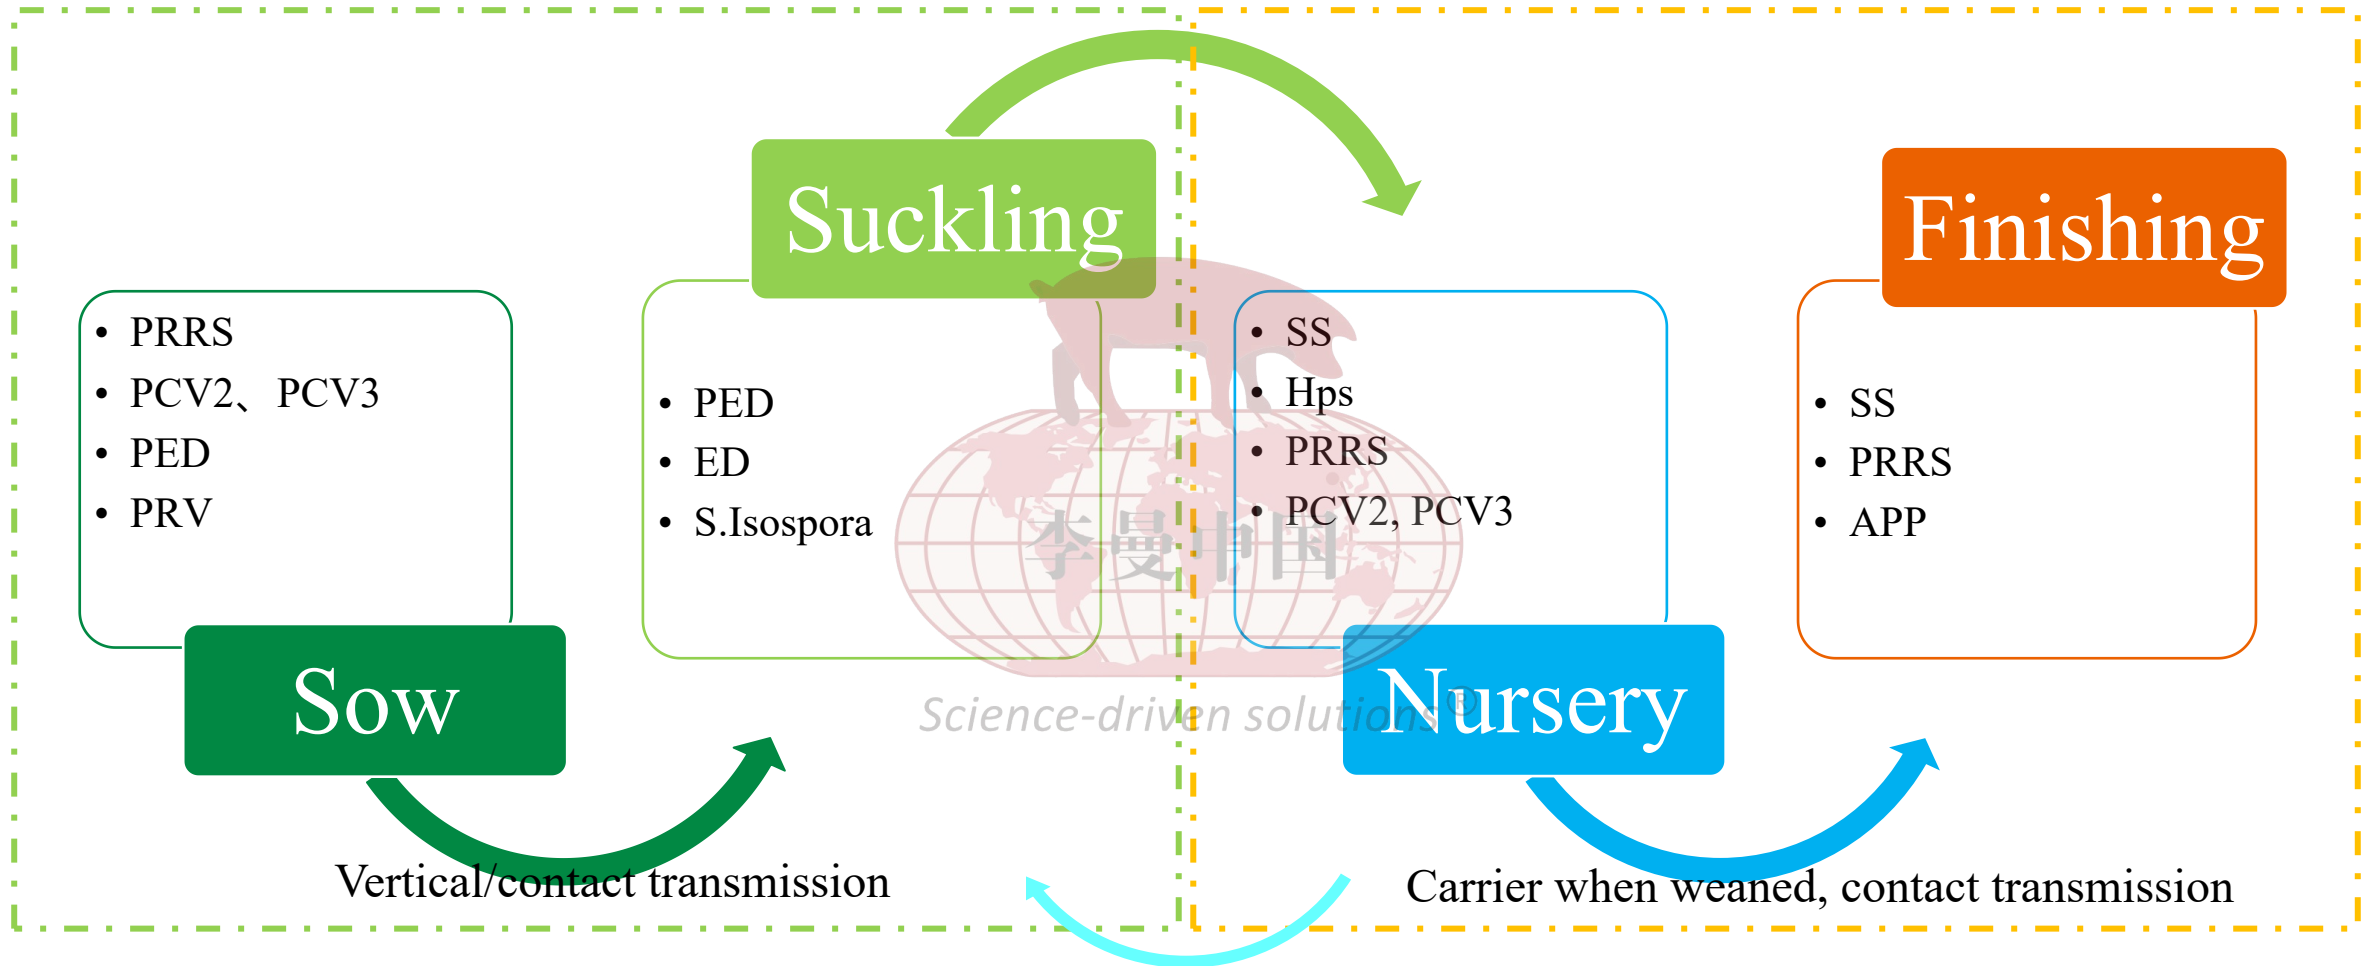 Suckling
Finishing
• PRRS
• PCV2、PCV3
• PED
• PRV
Sow
• PED
• ED
• S.Isospora
• SS
• Hps
• PRRS
• PCV2, PCV3
Nursery
• SS
• PRRS
• APP
李曼中国
Science-driven solutions®
Vertical/contact transmission
Carrier when weaned, contact transmission